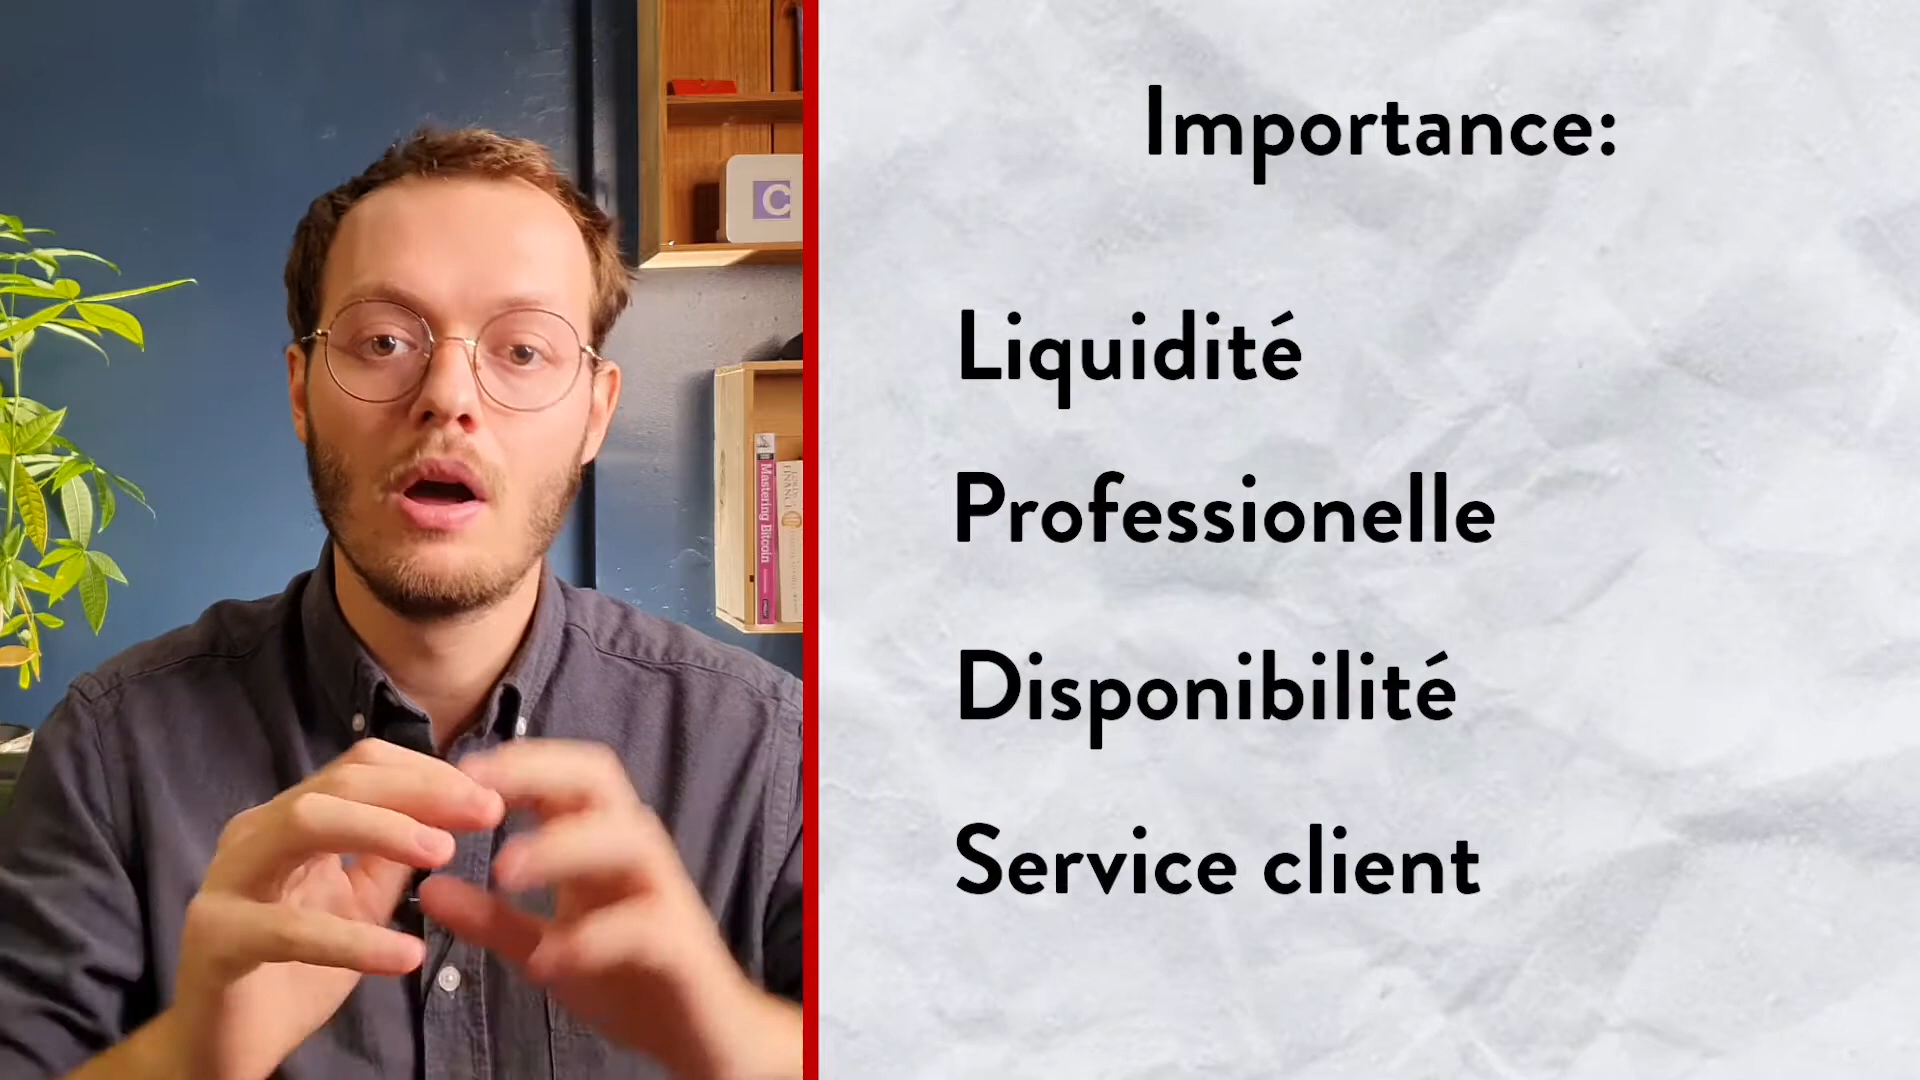 C
Mastering Bitcoin
Importance:
Liquidité
Professionelle
Disponibilité
Service client